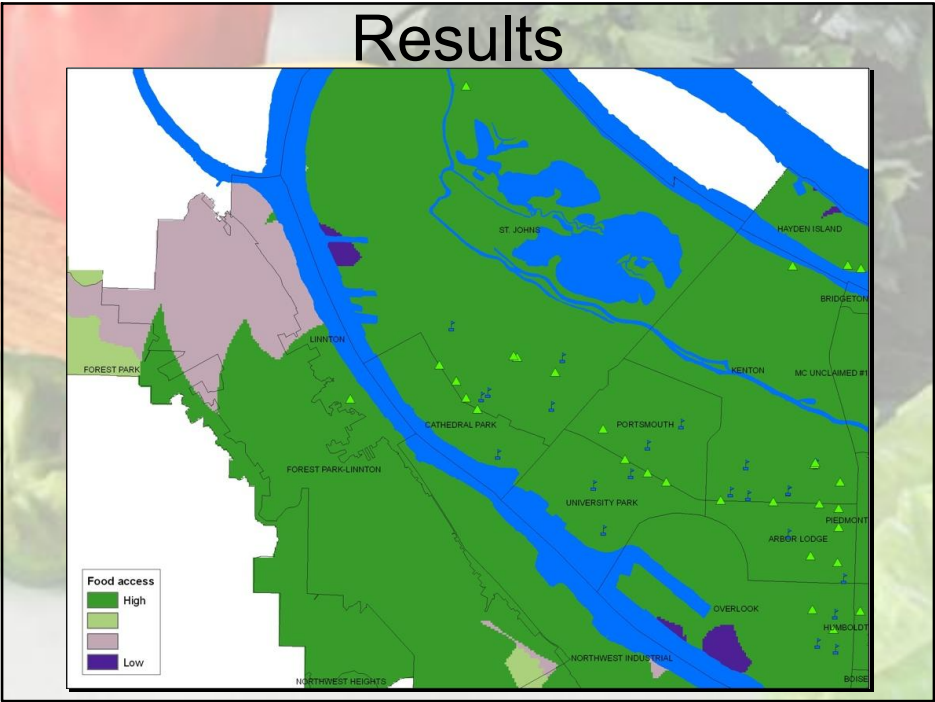 Results
ST. JOHNS
HAYDEN ISLAND
BRIDGETON
LINNTON
FOREST PARK
KENTON
MC UNCLAIMED #1
CATHEDRAL PARK
PORTSMOUTH
FOREST PARK-LINNTON
UNIVERSITY PARK
PIEDMONT
ARBOR LODGE
Food access
High
Low
OVERLOOK
HUMBOLDT
NORTHWEST INDUSTRIAL
NORTHWEST HEIGHTS
BOISE